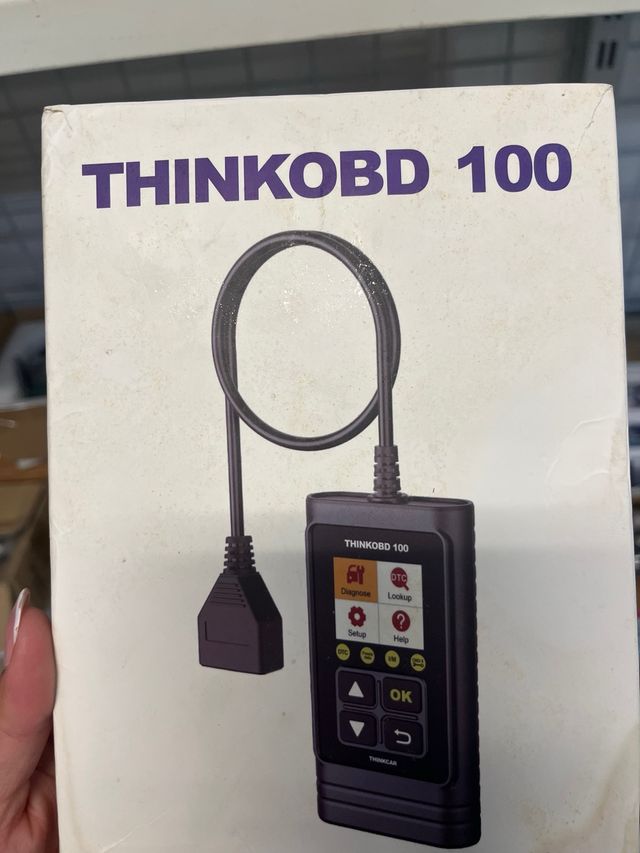 THINKOBD 100
THINKOBD 100
Diagnose
DTC
Lookup
Setup
?
Help
DTC
I/M
OK
THINKCAR